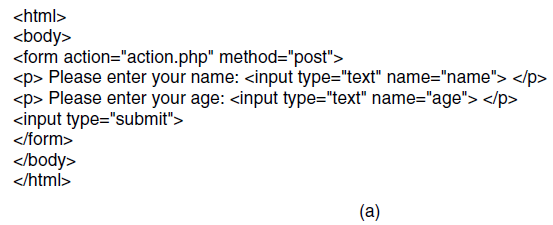 <html>
<body>
<form action="action.php" method="post">
<p> Please enter your name: <input type="text" name="name"> </p>
<p> Please enter your age: <input type="text" name="age"> </p>
<input type="submit">
</form>
</body>
</html>
(a)